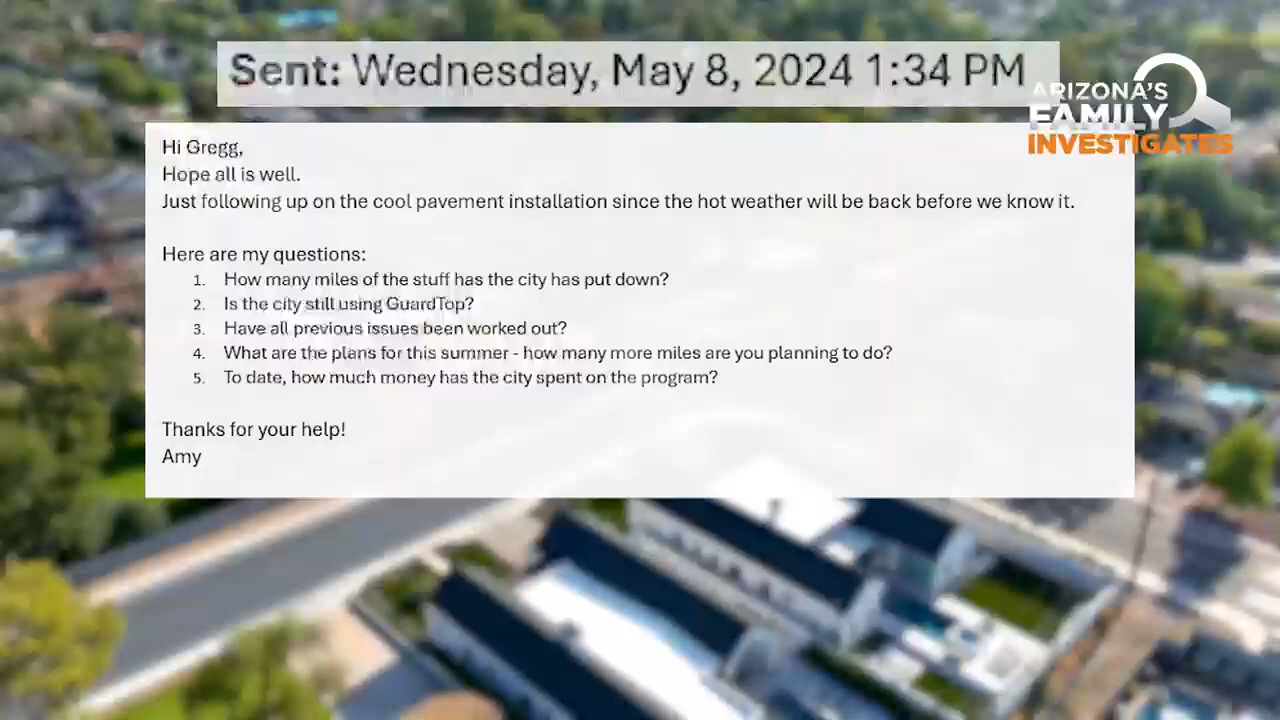 Sent: Wednesday, May 8, 2024 1:34 PM
ARIZONA'S
FAMILY
INVESTIGATES
Hi Gregg,
Hope all is well.
Just following up on the cool pavement installation since the hot weather will be back before we know it.
Here are my questions:
1. How many miles of the stuff has the city has put down?
2. Is the city still using GuardTop?
3. Have all previous issues been worked out?
4. What are the plans for this summer - how many more miles are you planning to do?
5. To date, how much money has the city spent on the program?
Thanks for your help!
Amy